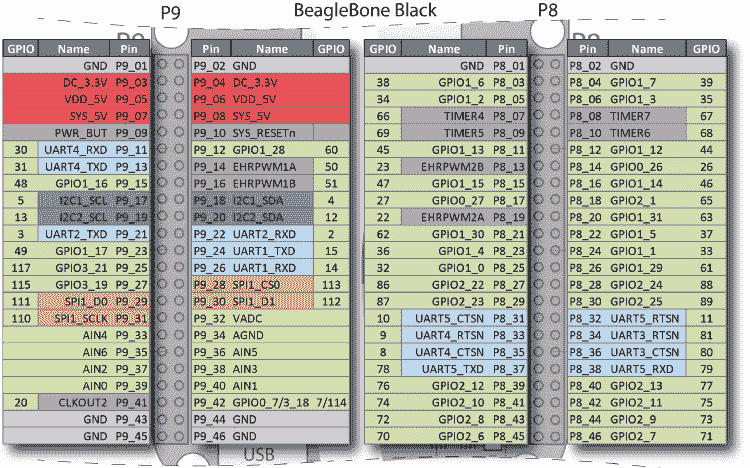 P9 BeagleBone Black P8
GPIO Name Pin Pin Name GPIO GPIO Name Pin Pin Name GPIO
GND P9_01 P9_02 GND GND P8_01 P8_02 GND
DC_3.3V P9_03 P9_04 DC_3.3V 38 GPIO1_6 P8_03 P8_04 GPIO1_7 39
VDD_5V P9_05 P9_06 VDD_5V 34 GPIO1_2 P8_05 P8_06 GPIO1_3 35
SYS_5V P9_07 P9_08 SYS_5V 66 TIMER4 P8_07 P8_08 TIMER7 67
PWR_BUT P9_09 P9_10 SYS_RESETn 69 TIMER5 P8_09 P8_10 TIMER6 68
30 UART4_RXD P9_11 P9_12 GPIO1_28 60 45 GPIO1_13 P8_11 P8_12 GPIO1_12 44
31 UART4_TXD P9_13 P9_14 EHRPWM1A 50 23 EHRPWM2B P8_13 P8_14 GPIO0_26 26
48 GPIO1_16 P9_15 P9_16 EHRPWM1B 51 47 GPIO1_15 P8_15 P8_16 GPIO1_14 46
5 I2C1_SCL P9_17 P9_18 I2C1_SDA 4 27 GPIO0_27 P8_17 P8_18 GPIO2_1 65
13 I2C2_SCL P9_19 P9_20 I2C2_SDA 12 22 EHRPWM2A P8_19 P8_20 GPIO1_31 63
3 UART2_TXD P9_21 P9_22 UART2_RXD 2 62 GPIO1_30 P8_21 P8_22 GPIO1_5 37
49 GPIO1_17 P9_23 P9_24 UART1_TXD 15 36 GPIO1_4 P8_23 P8_24 GPIO1_1 33
117 GPIO3_21 P9_25 P9_26 UART1_RXD 14 32 GPIO1_0 P8_25 P8_26 GPIO1_29 61
115 GPIO3_19 P9_27 P9_28 SPI1_CS0 113 86 GPIO2_22 P8_27 P8_28 GPIO2_24 88
111 SPI1_D0 P9_29 P9_30 SPI1_D1 112 87 GPIO2_23 P8_29 P8_30 GPIO2_25 89
110 SPI1_SCLK P9_31 P9_32 VADC 10 UART5_CTSN P8_31 P8_32 UART5_RTSN 11
AIN4 P9_33 P9_34 AGND 9 UART4_RTSN P8_33 P8_34 UART3_RTSN 81
AIN6 P9_35 P9_36 AIN5 8 UART4_CTSN P8_35 P8_36 UART3_CTSN 80
AIN2 P9_37 P9_38 AIN3 78 UART5_TXD P8_37 P8_38 UART5_RXD 79
AIN0 P9_39 P9_40 AIN1 76 GPIO2_12 P8_39 P8_40 GPIO2_13 77
20 CLKOUT2 P9_41 P9_42 GPIO0_7/3_18 7/114 74 GPIO2_10 P8_41 P8_42 GPIO2_11 75
GND P9_43 P9_44 GND 72 GPIO2_8 P8_43 P8_44 GPIO2_9 73
GND P9_45 P9_46 GND 70 GPIO2_6 P8_45 P8_46 GPIO2_7 71
USB